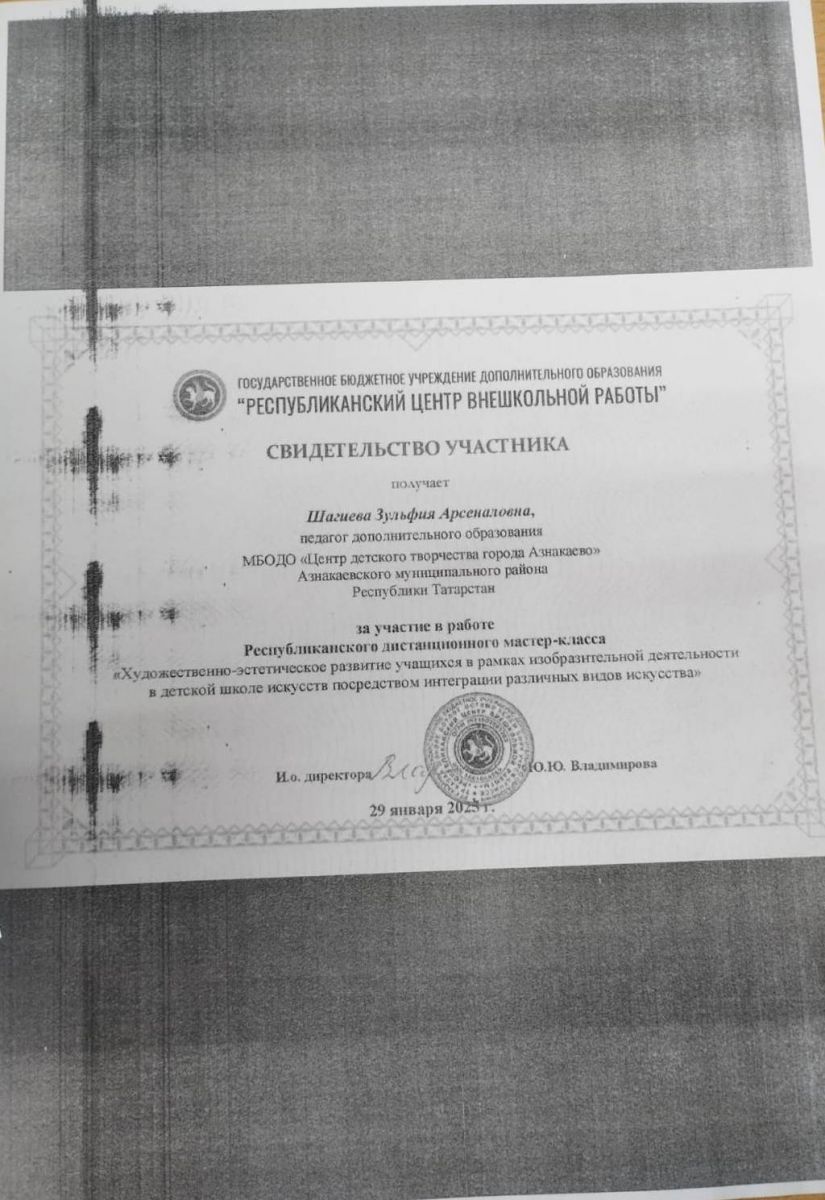 ГОСУДАРСТВЕННОЕ БЮДЖЕТНОЕ УЧРЕЖДЕНИЕ ДОПОЛНИТЕЛЬНОГО ОБРАЗОВАНИЯ
“РЕСПУБЛИКАНСКИЙ ЦЕНТР ВНЕШКОЛЬНОЙ РАБОТЫ”
СВИДЕТЕЛЬСТВО УЧАСТНИКА
получает
Шагиева Зульфия Арсеналовна,
педагог дополнительного образования
МБОДО «Центр детского творчества города Азнакаево»
Азнакаевского муниципального района
Республики Татарстан
за участие в работе
Республиканского дистанционного мастер-класса
«Художественно-эстетическое развитие учащихся в рамках изобразительной деятельности
в детской школе искусств посредством интеграции различных видов искусства»
И.о. директора Ю.Ю. Владимирова
29 января 2025 г.